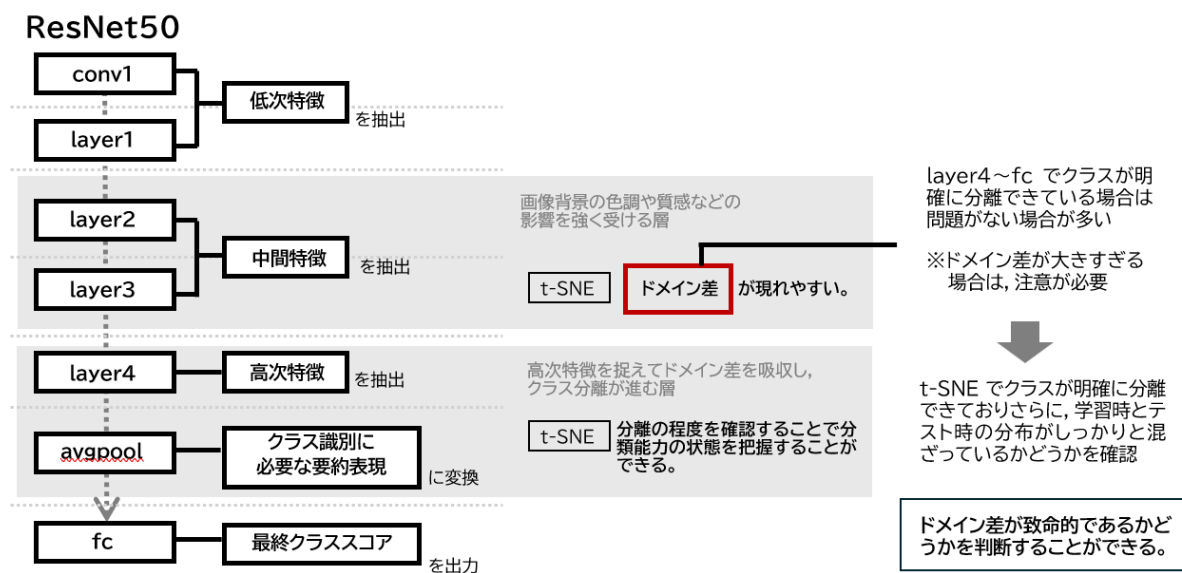 ResNet50
conv1
低次特徴
を抽出
layer1
layer2
中間特徴
を抽出
layer3
画像背景の色調や質感などの
影響を強く受ける層
t-SNE
ドメイン差
が現れやすい。
layer4
高次特徴
を抽出
avgpool
クラス識別に
必要な要約表現
に変換
高次特徴を捉えてドメイン差を吸収し,
クラス分離が進む層
t-SNE
分離の程度を確認することで分
類能力の状態を把握することが
できる。
fc
最終クラススコア
を出力
layer4~fc でクラスが明
確に分離できている場合は
問題がない場合が多い
※ドメイン差が大きすぎる
場合は, 注意が必要
t-SNE でクラスが明確に分離
できておりさらに, 学習時とテ
スト時の分布がしっかりと混
ざっているかどうかを確認
ドメイン差が致命的であるかど
うかを判断することができる。